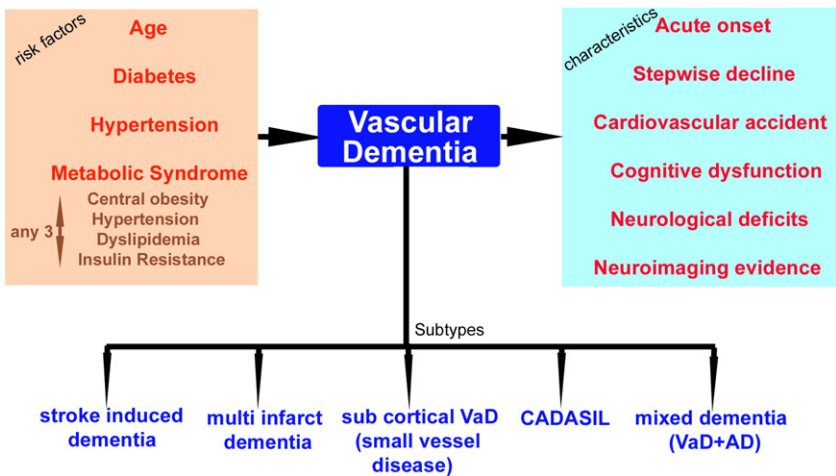 risk factors
Age
Diabetes
Hypertension
Metabolic Syndrome
any 3
Central obesity
Hypertension
Dyslipidemia
Insulin Resistance
Vascular
Dementia
characteristics
Acute onset
Stepwise decline
Cardiovascular accident
Cognitive dysfunction
Neurological deficits
Neuroimaging evidence
Subtypes
stroke induced
dementia
multi infarct
dementia
sub cortical VaD
(small vessel
disease)
CADASIL
mixed dementia
(VaD+AD)